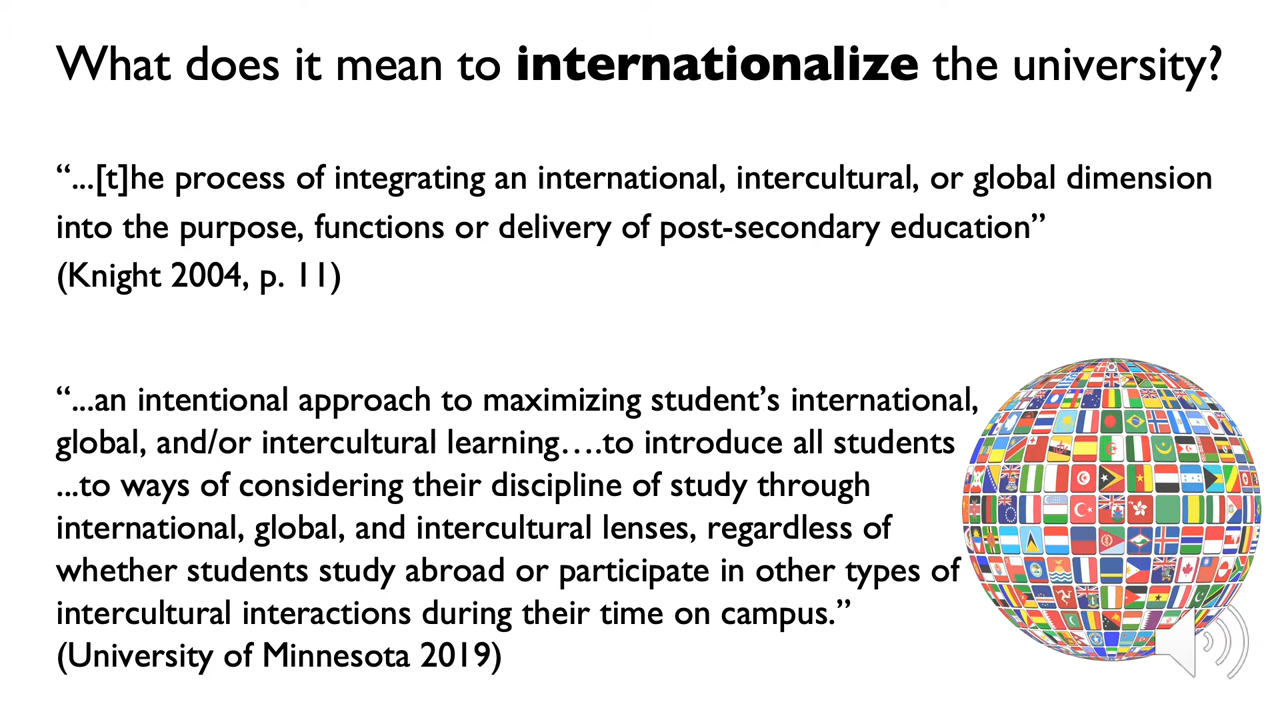 What does it mean to internationalize the university?
“...[t]he process of integrating an international, intercultural, or global dimension
into the purpose, functions or delivery of post-secondary education”
(Knight 2004, p. 11)
“...an intentional approach to maximizing student’s international,
global, and/or intercultural learning….to introduce all students
...to ways of considering their discipline of study through
international, global, and intercultural lenses, regardless of
whether students study abroad or participate in other types of
intercultural interactions during their time on campus.”
(University of Minnesota 2019)